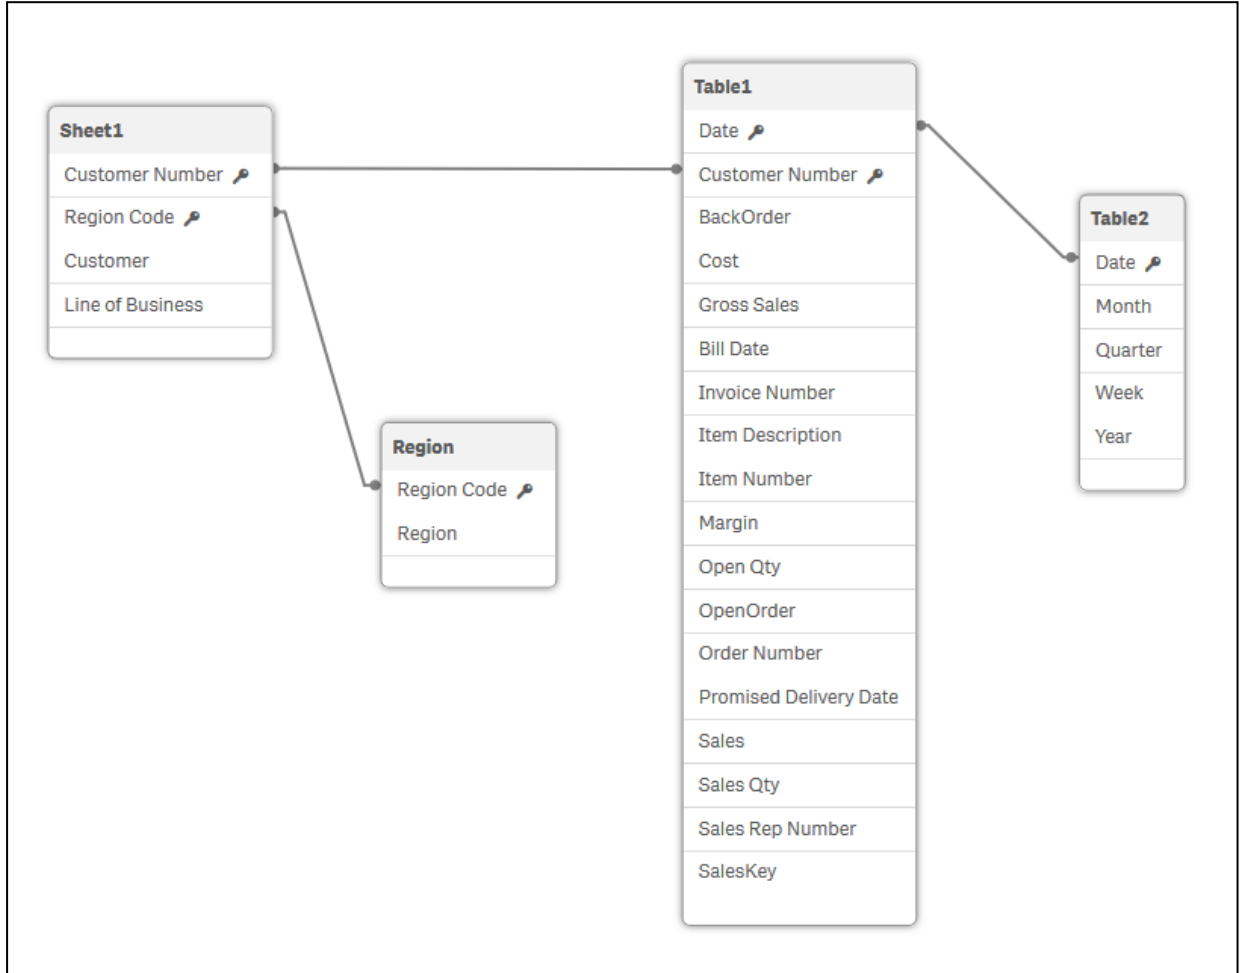 Sheet1
Customer Number
Region Code
Customer
Line of Business
Region
Region Code
Region
Table1
Date
Customer Number
BackOrder
Cost
Gross Sales
Bill Date
Invoice Number
Item Description
Item Number
Margin
Open Qty
OpenOrder
Order Number
Promised Delivery Date
Sales
Sales Qty
Sales Rep Number
SalesKey
Table2
Date
Month
Quarter
Week
Year